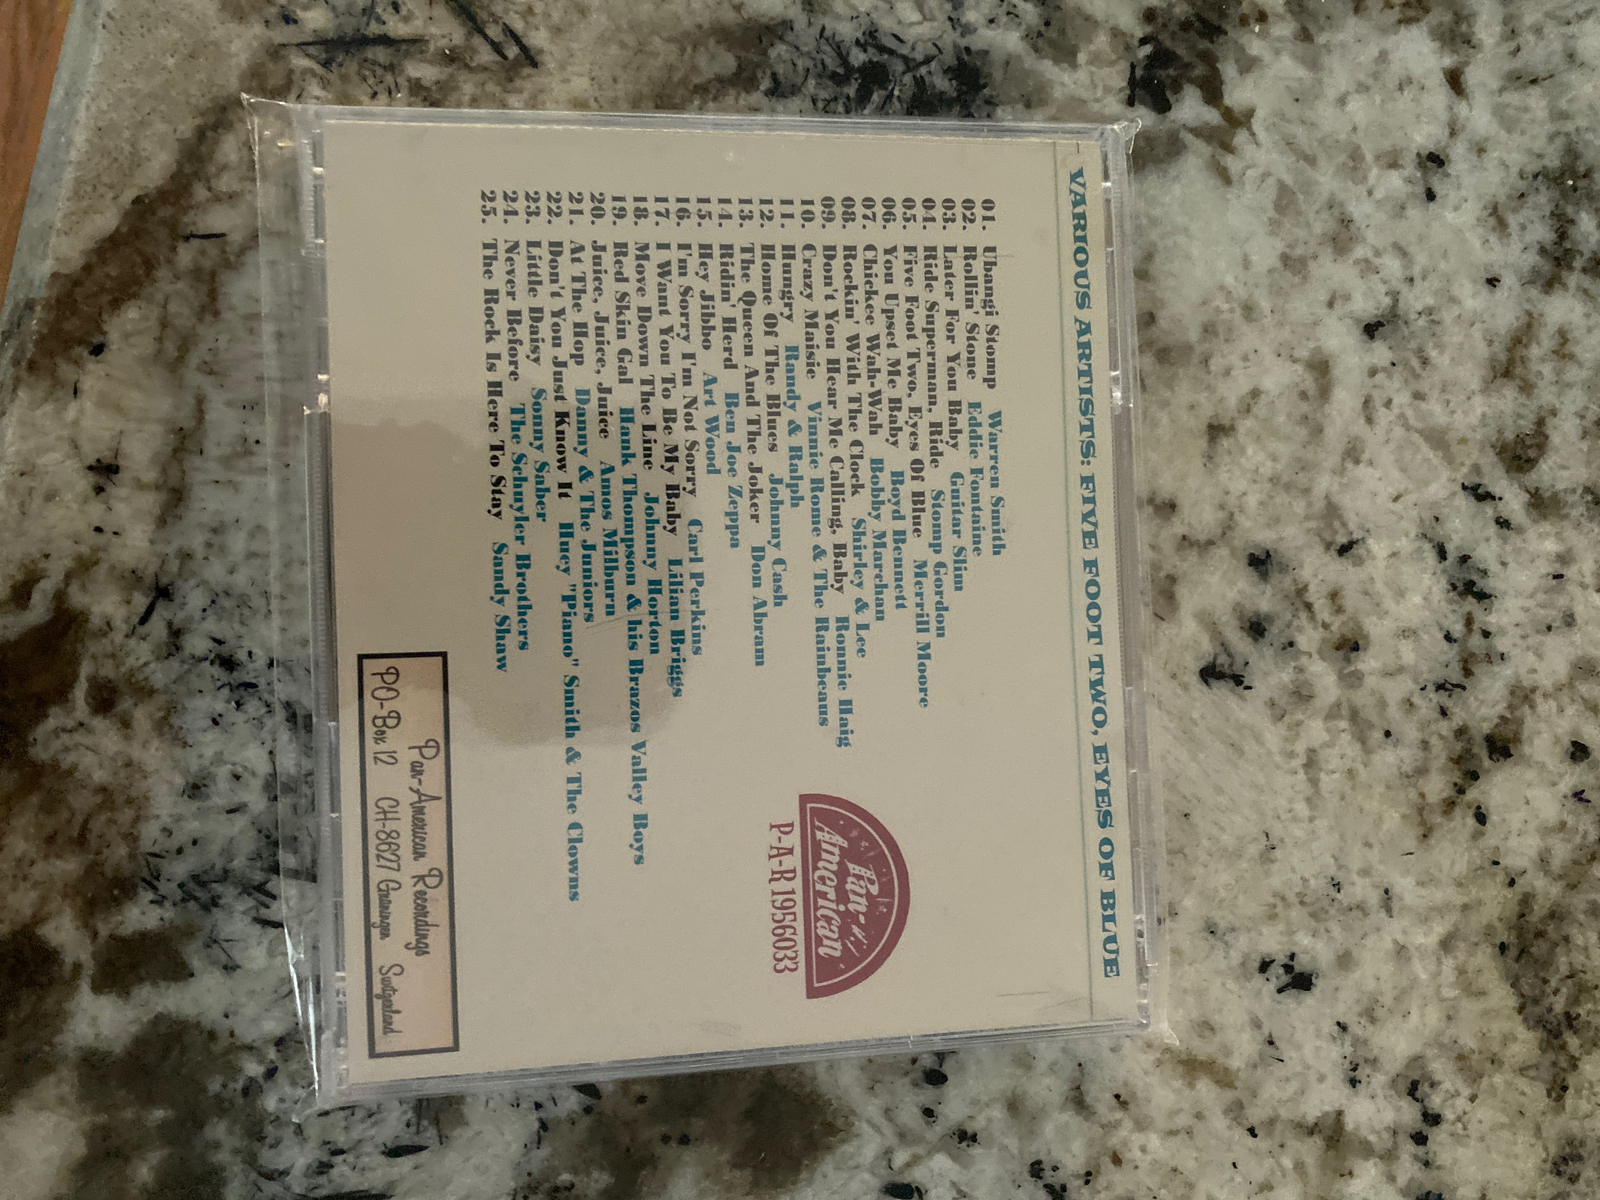 VARIOUS ARTISTS: FIVE FOOT TWO, EYES OF BLUE
01. Ubangi Stomp Warren Smith
02. Rollin' Stone Eddie Fontaine
03. Later For You Baby Guitar Slim
04. Ride Superman, Ride Stomp Gordon
05. Five Foot Two, Eyes Of Blue Merrill Moore
06. You Upset Me Baby Boyd Bennett
07. Chickee Wah-Wah Bobby Marchan
08. Rockin' With The Clock Shirley & Lee
09. Don't You Hear Me Calling, Baby Ronnie Haig
10. Crazy Maisie Vinnie Rome & The Rainbeaus
11. Hungry Randy & Ralph
12. Home Of The Blues Johnny Cash
13. The Queen And The Joker Don Abram
14. Ridin' Herd Ben Joe Zeppa
15. Hey Jibbo Art Wood
16. I'm Sorry I'm Not Sorry Carl Perkins
17. I Want You To Be My Baby Lilian Briggs
18. Move Down The Line Johnny Horton
19. Red Skin Gal Hank Thompson & his Brazos Valley Boys
20. Juice, Juice, Juice Amos Milburn
21. At The Hop Danny & The Juniors
22. Don't You Just Know It Huey "Piano" Smith & The Clowns
23. Little Daisy Sonny Saber
24. Never Before The Schuyler Brothers
25. The Rock Is Here To Stay Sandy Shaw
Pan-American
P-A-R 1956033
Pan-American Recordings
PO-Box 12 CH-8627 Grüningen Switzerland